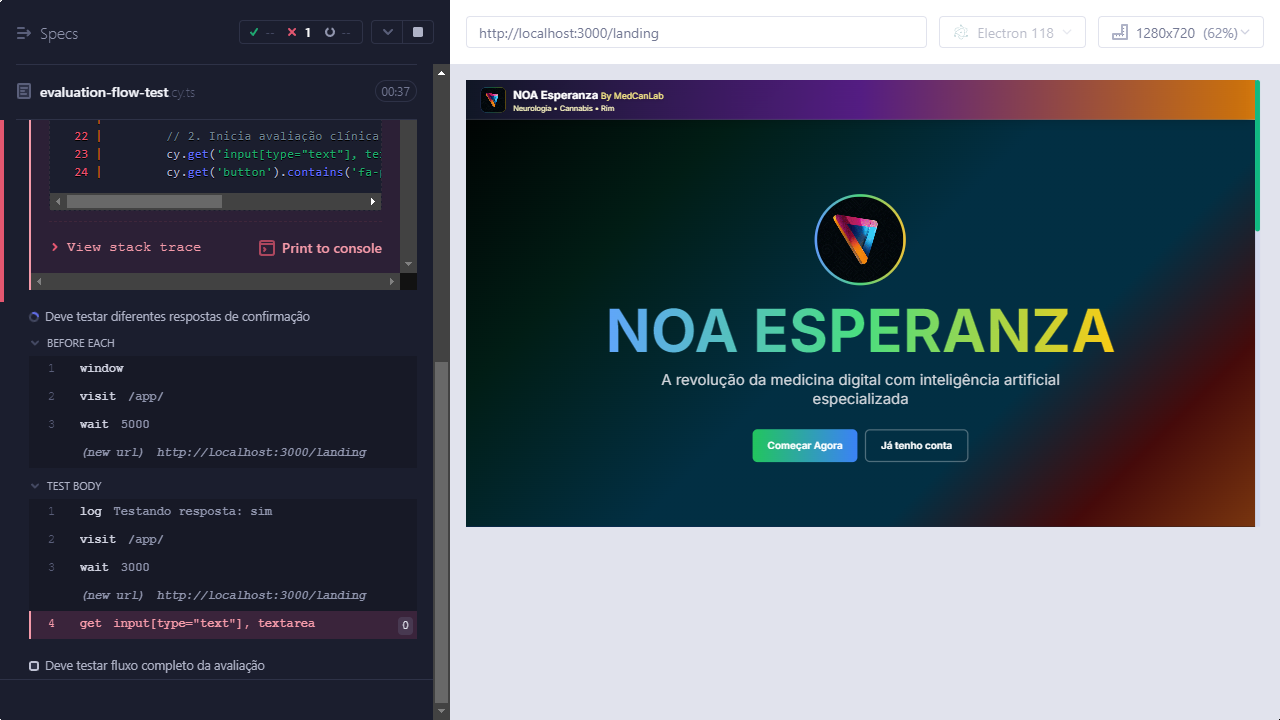 Specs
-- 1 --
evaluation-flow-test.cy.ts
00:37
22 | // 2. Inicia avaliação clínica
23 | cy.get('input[type="text"], te
24 | cy.get('button').contains('fa-
View stack trace
Print to console
Deve testar diferentes respostas de confirmação
BEFORE EACH
1 window
2 visit /app/
3 wait 5000
(new url) http://localhost:3000/landing
TEST BODY
1 log Testando resposta: sim
2 visit /app/
3 wait 3000
(new url) http://localhost:3000/landing
4 get input[type="text"], textarea 0
Deve testar fluxo completo da avaliação
http://localhost:3000/landing
Electron 118
1280x720 (62%)
NOA Esperanza By MedCanLab
Neurologia • Cannabis • Rim
NOA ESPERANZA
A revolução da medicina digital com inteligência artificial
especializada
Começar Agora
Já tenho conta